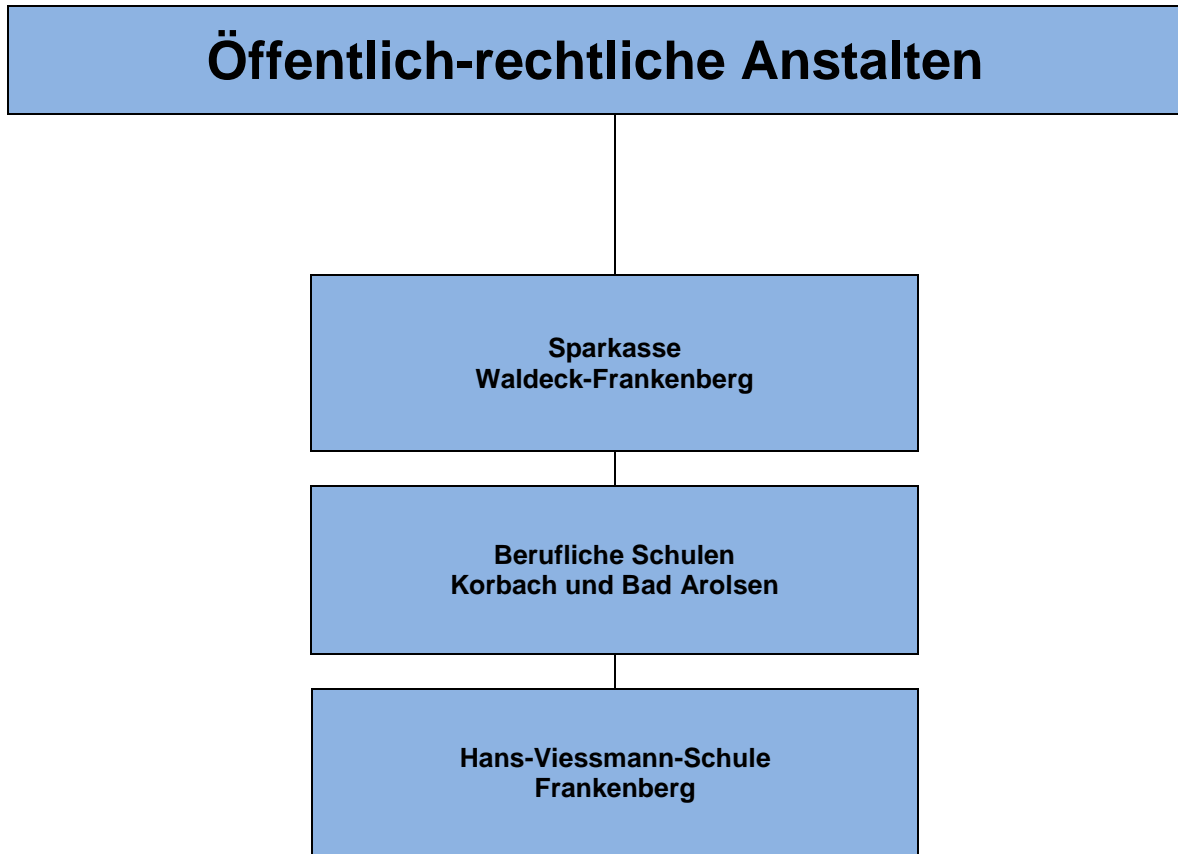 Öffentlich-rechtliche Anstalten
Sparkasse
Waldeck-Frankenberg
Berufliche Schulen
Korbach und Bad Arolsen
Hans-Viessmann-Schule
Frankenberg